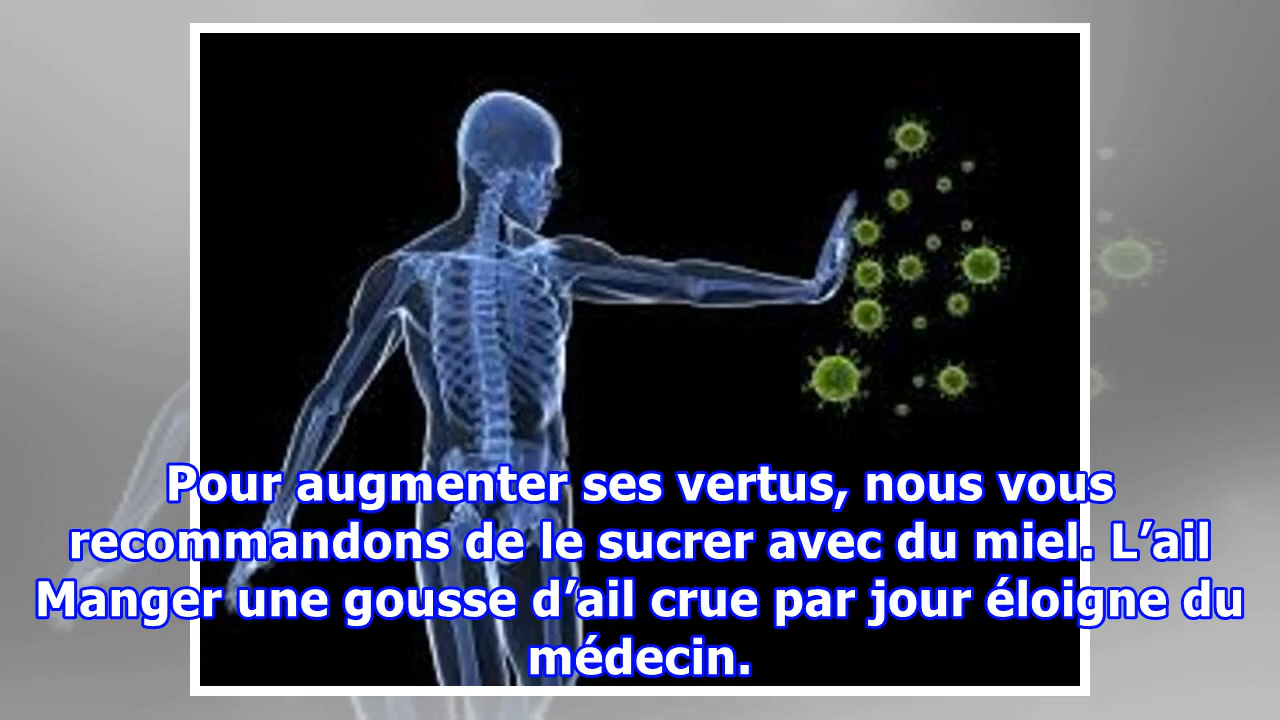 Pour augmenter ses vertus, nous vous
recommandons de le sucrer avec du miel. L’ail
Manger une gousse d’ail crue par jour éloigne du
médecin.